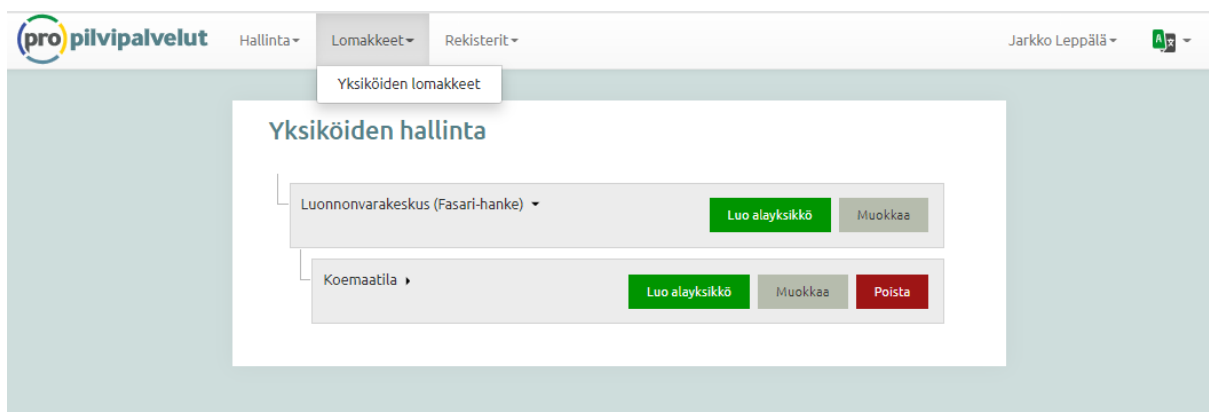 (pro) pilvipalvelut Hallinta Lomakkeet Rekisterit Jarkko Leppälä
Yksiköiden lomakkeet
Yksiköiden hallinta
Luonnonvarakeskus (Fasari-hanke) Luo alayksikkö Muokkaa
Koemaatila Luo alayksikkö Muokkaa Poista